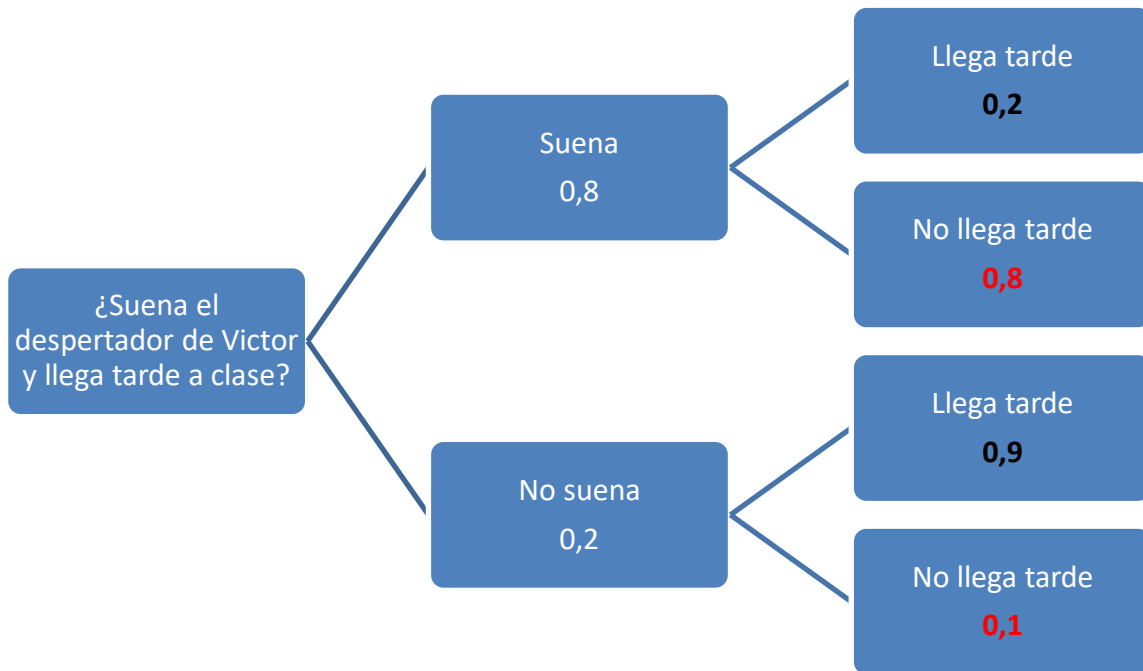 ¿Suena el
despertador de Victor
y llega tarde a clase?
Suena
0,8
Llega tarde
0,2
No llega tarde
0,8
No suena
0,2
Llega tarde
0,9
No llega tarde
0,1